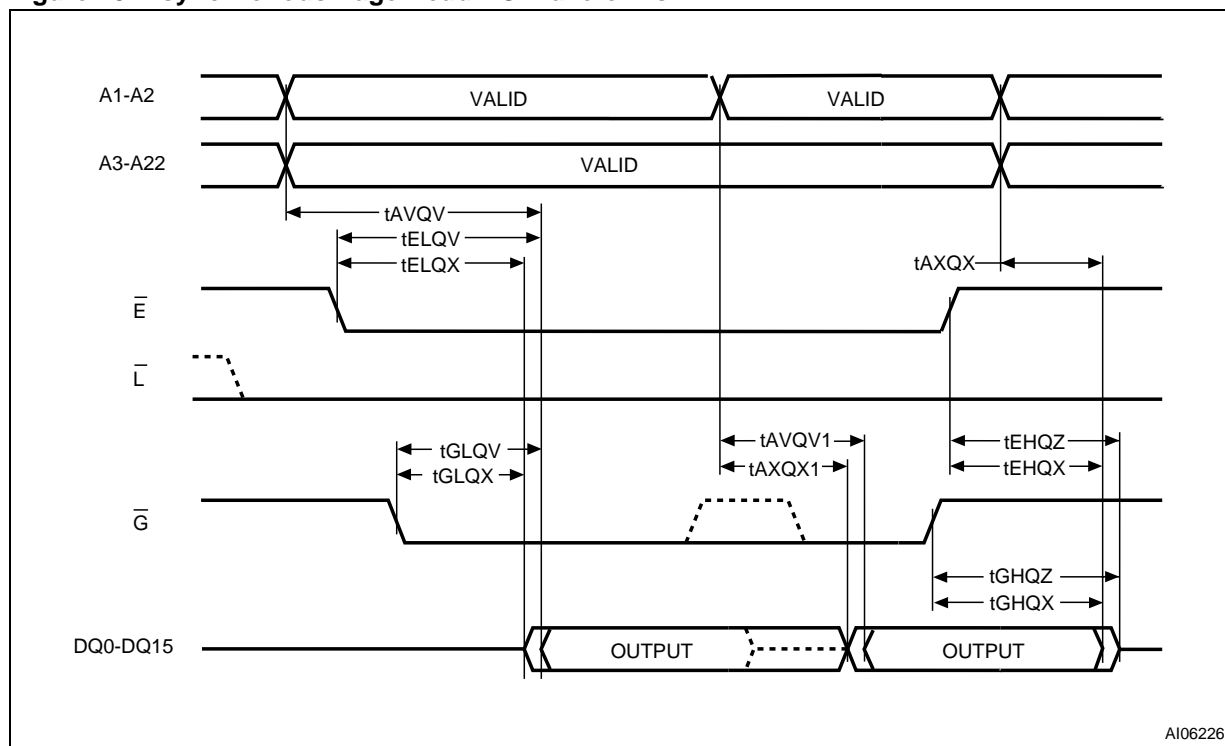 A1-A2
VALID
VALID
A3-A22
VALID
tAVQV
tELQV
tELQX
tAXQX
E
L
tGLQV
tGLQX
tAVQV1
tAXQX1
tEHQZ
tEHQX
G
tGHQZ
tGHQX
DQ0-DQ15
OUTPUT
OUTPUT
AI06226